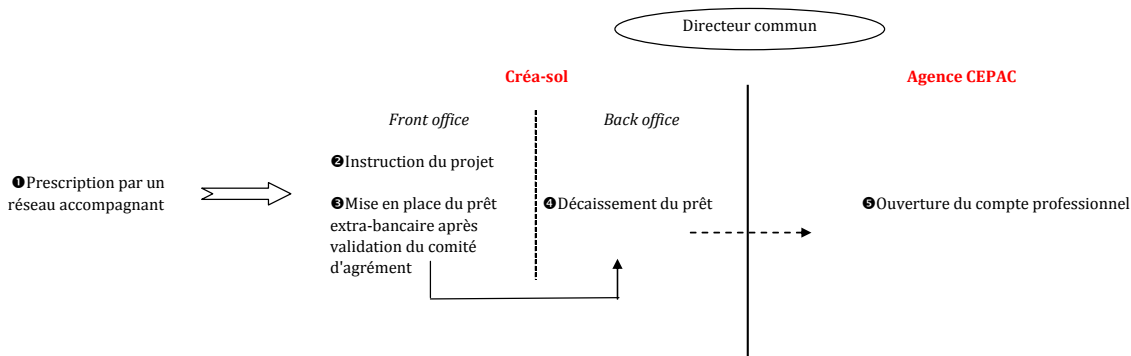 Directeur commun
Créa-sol
Agence CEPAC
Front office
Back office
❶Prescription par un
réseau accompagnant
❷Instruction du projet
❸Mise en place du prêt
extra-bancaire après
validation du comité
d'agrément
❹Décaissement du prêt
❺Ouverture du compte professionnel